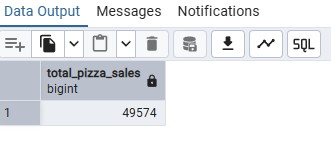 Data Output Messages Notifications
SQL
total_pizza_sales
bigint
1 49574